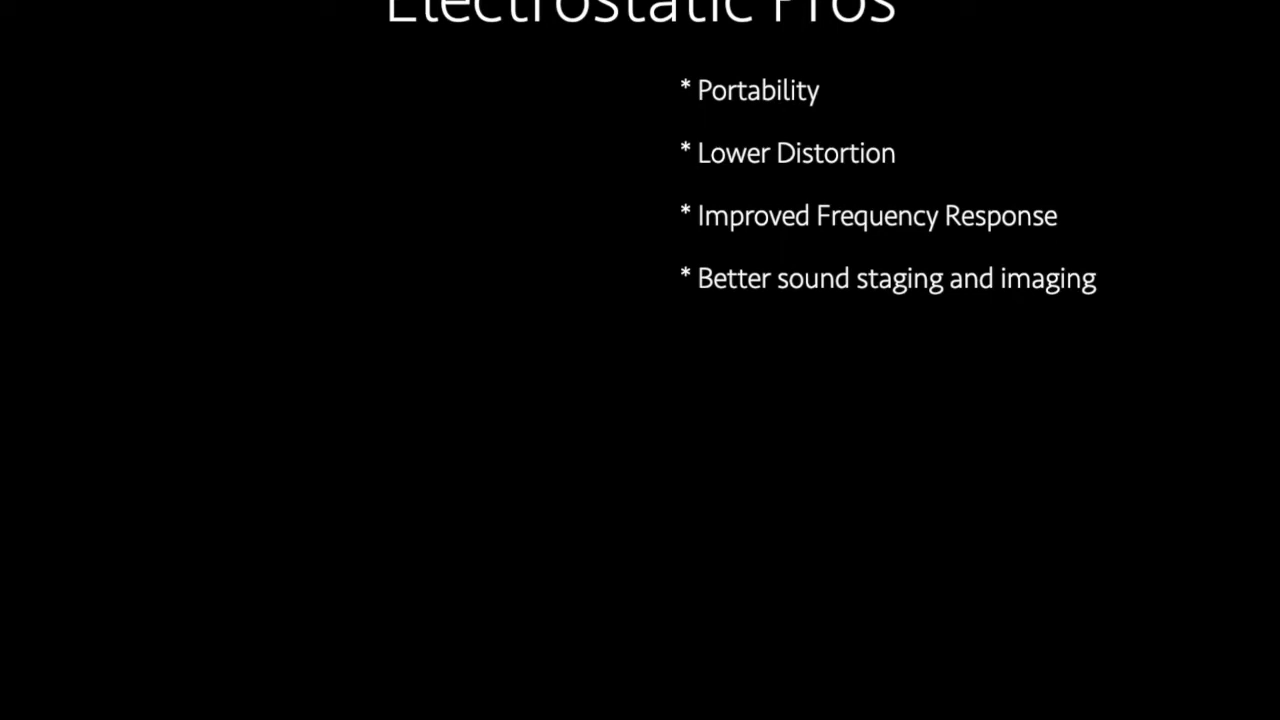 Electrostatic Pros
* Portability
* Lower Distortion
* Improved Frequency Response
* Better sound staging and imaging